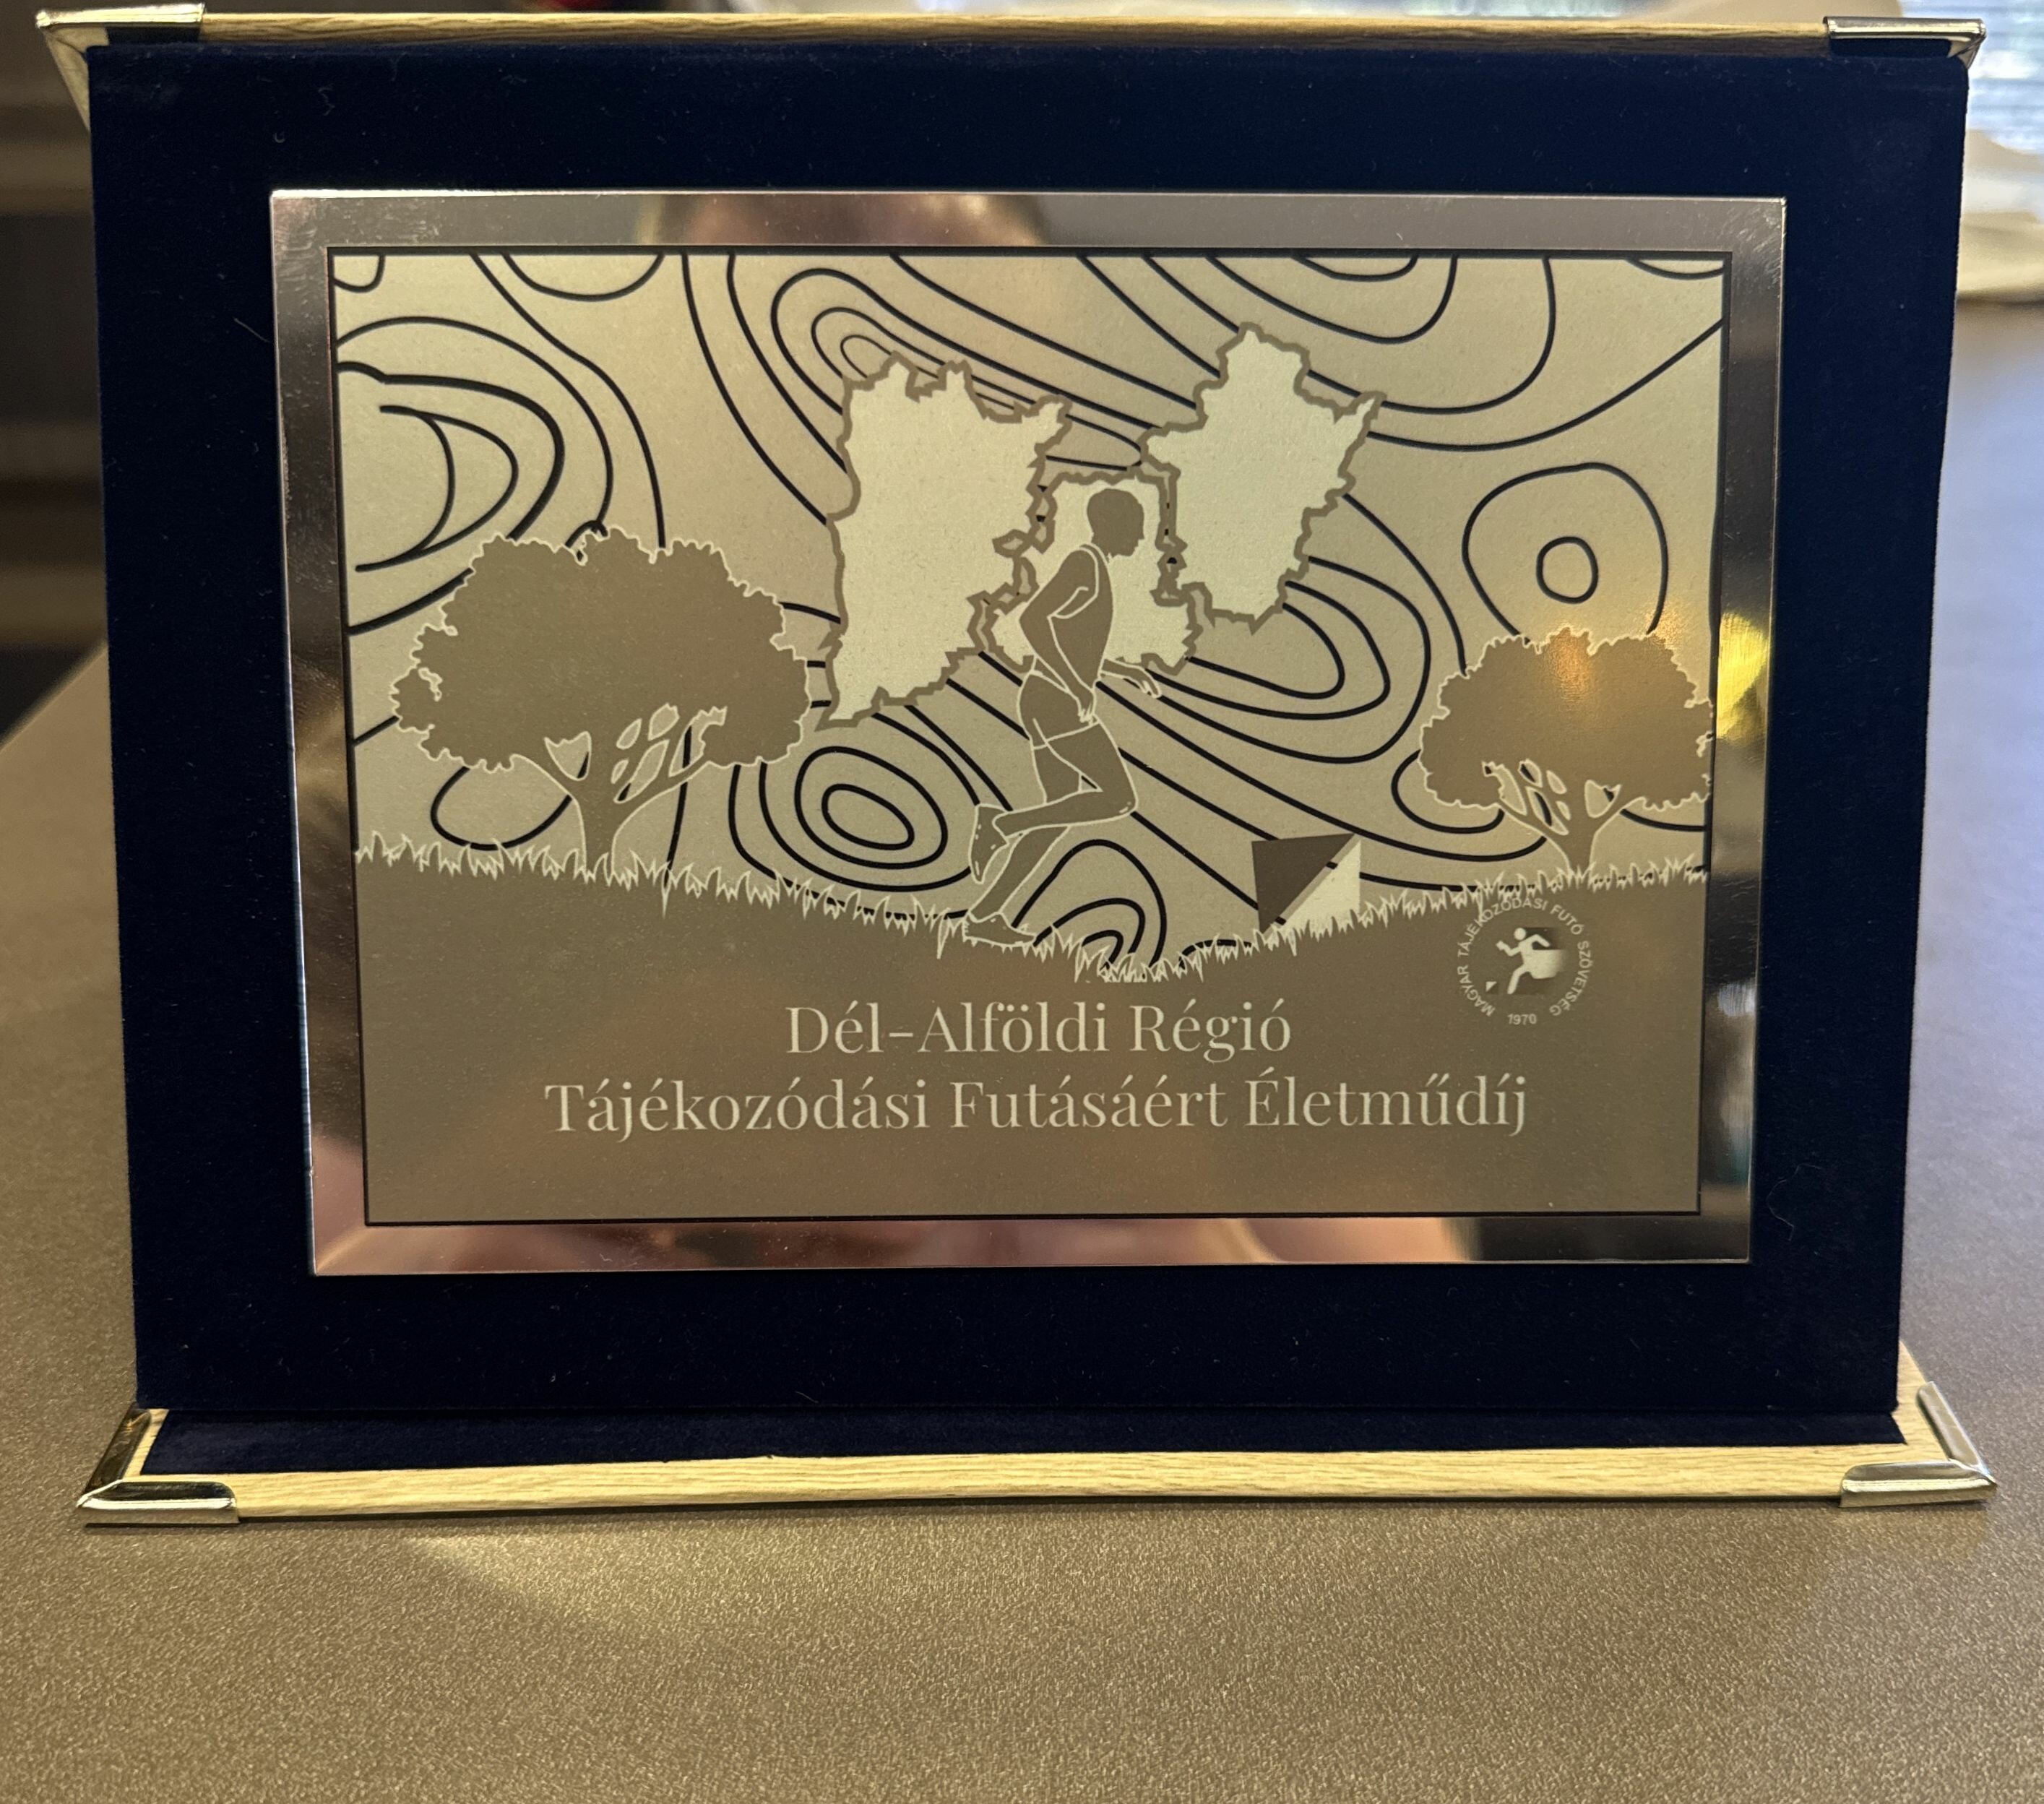 MAGYAR TÁJÉKOZÓDÁSI FUTÓ SZÖVETSÉG
1970
Dél-Alföldi Régió
Tájékozódási Futásáért Életműdíj